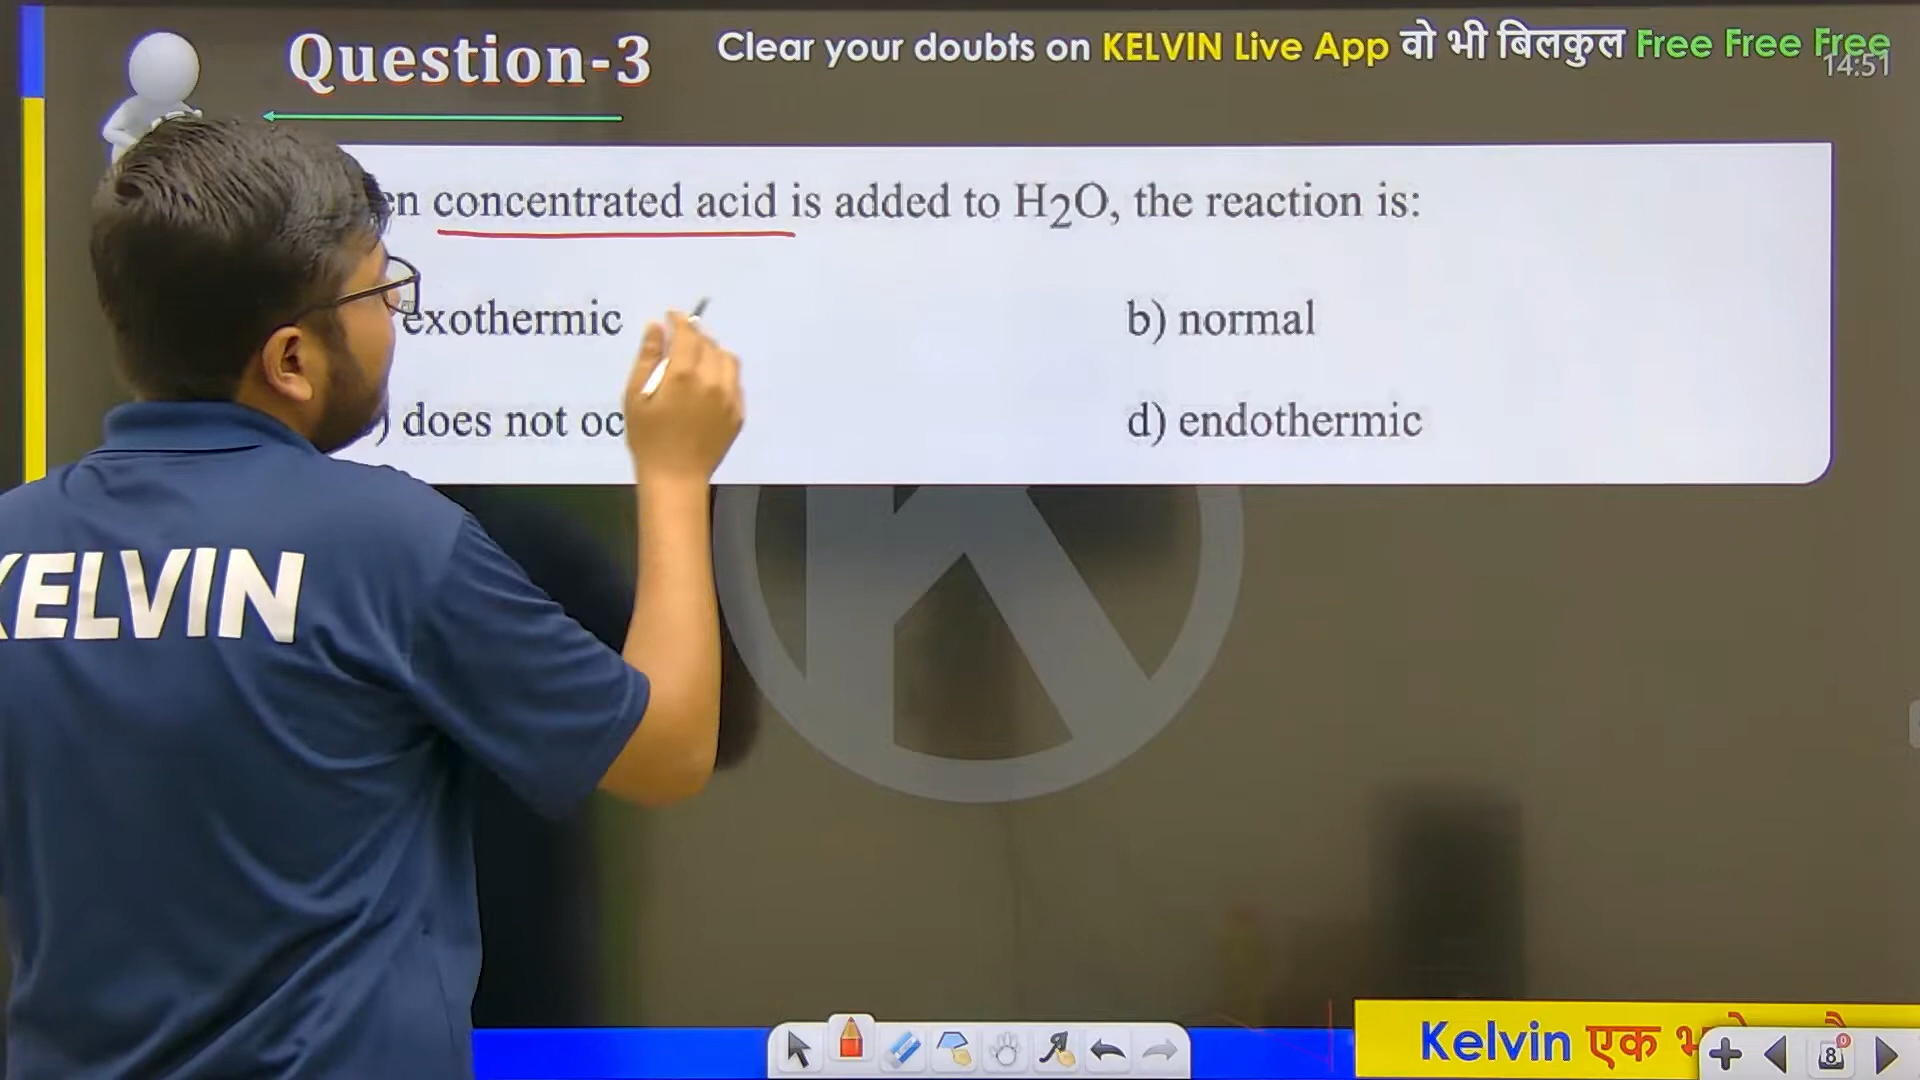 Question-3
Clear your doubts on KELVIN Live App वो भी बिलकुल Free Free Free
14:51
concentrated acid is added to H2O, the reaction is:
exothermic
b) normal
) does not
d) endothermic
KELVIN
Kelvin एक
8